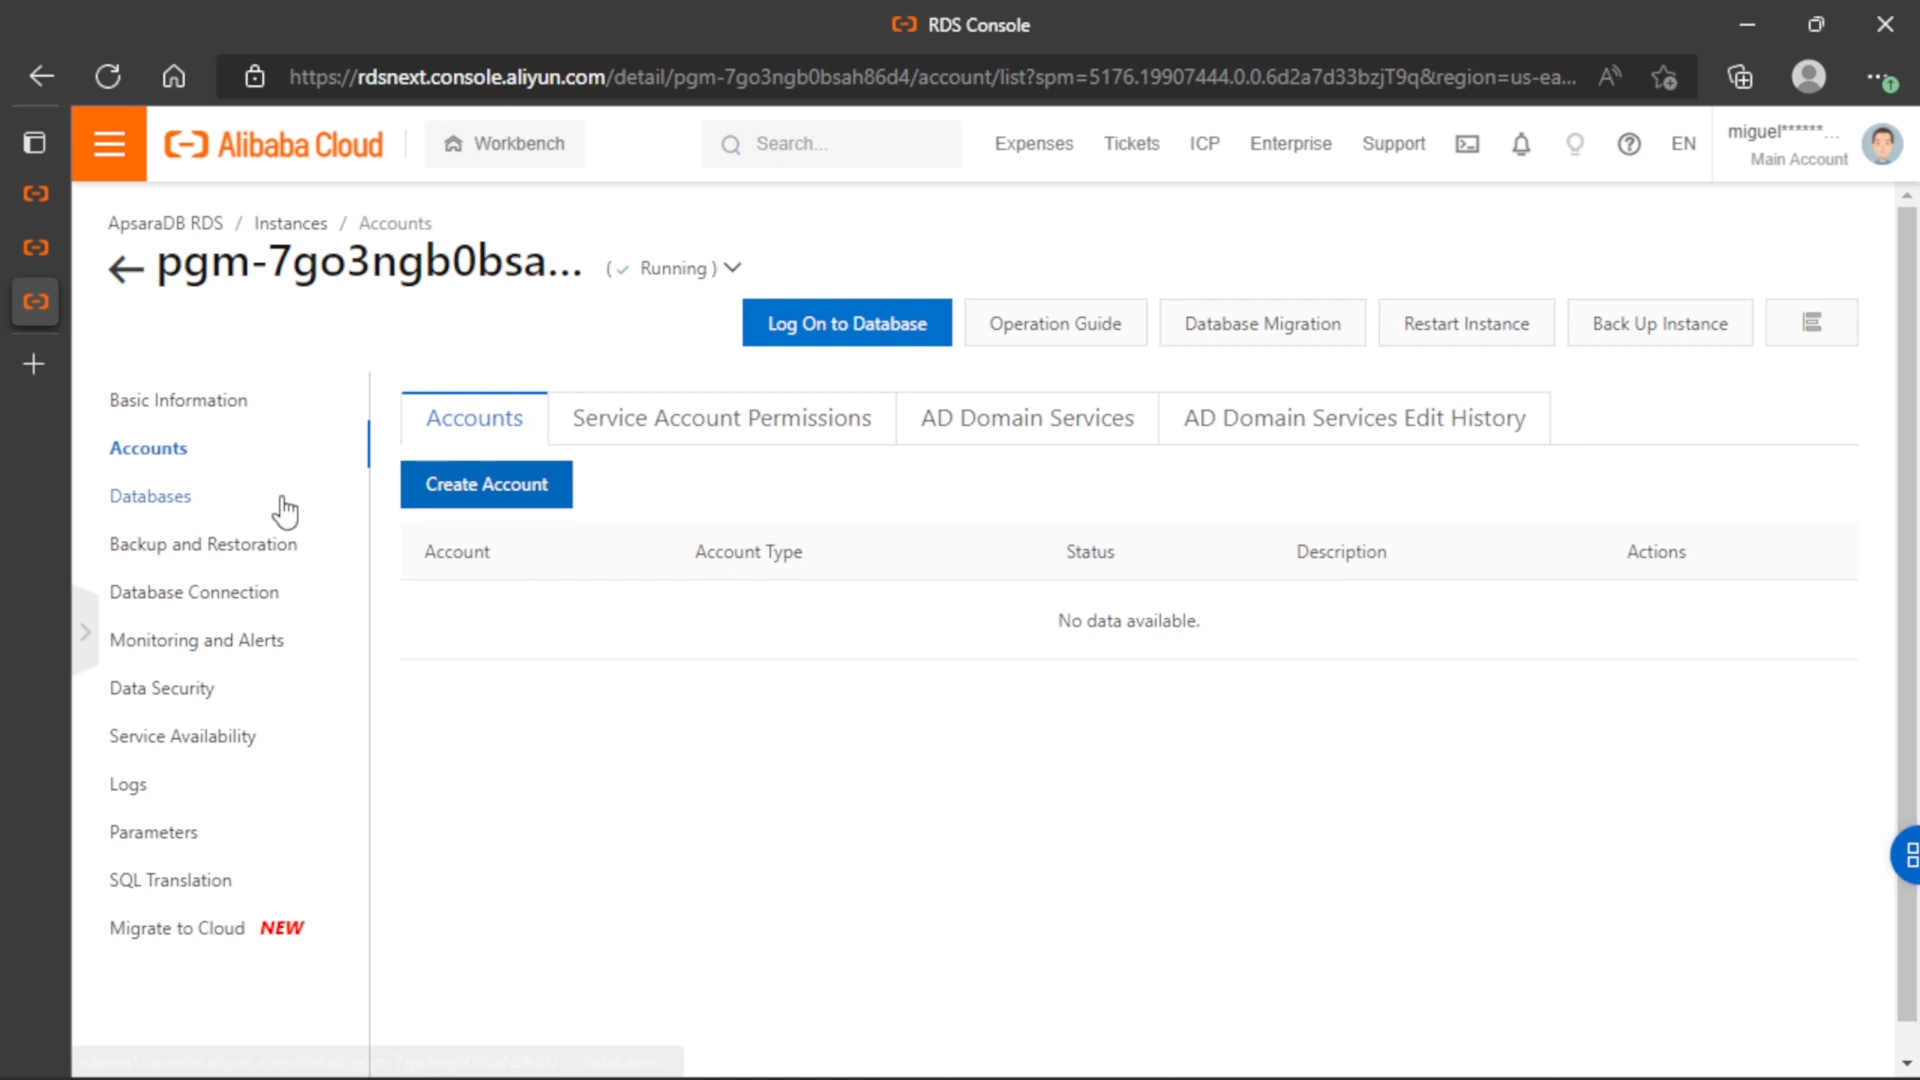 RDS Console
https://rdsnext.console.aliyun.com/detail/pgm-7go3ngb0bsah86d4/account/list?spm=5176.19907444.0.0.6d2a7d33bzjT9q&region=us-ea...
Alibaba Cloud
Workbench
Search...
Expenses
Tickets
ICP
Enterprise
Support
EN
miguel******...
Main Account
ApsaraDB RDS / Instances / Accounts
pgm-7go3ngb0bsa...
( Running )
Log On to Database
Operation Guide
Database Migration
Restart Instance
Back Up Instance
Basic Information
Accounts
Databases
Backup and Restoration
Database Connection
Monitoring and Alerts
Data Security
Service Availability
Logs
Parameters
SQL Translation
Migrate to Cloud NEW
Accounts
Service Account Permissions
AD Domain Services
AD Domain Services Edit History
Create Account
Account
Account Type
Status
Description
Actions
No data available.